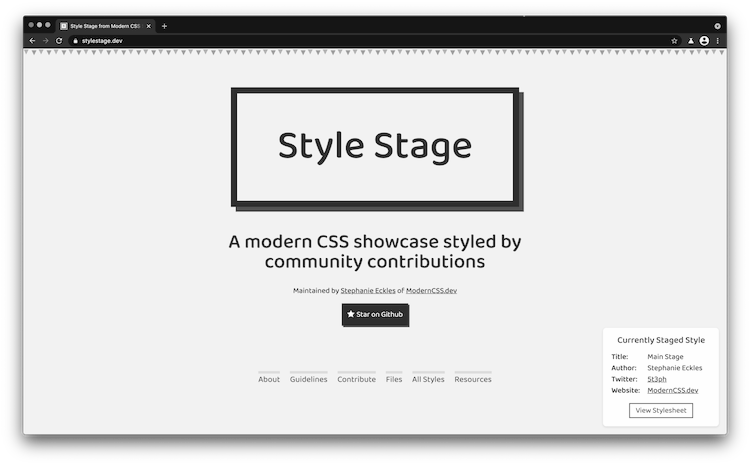 Style Stage from Modern CSS
stylestage.dev
Style Stage
A modern CSS showcase styled by
community contributions
Maintained by Stephanie Eckles of ModernCSS.dev
Star on Github
About Guidelines Contribute Files All Styles Resources
Currently Staged Style
Title: Main Stage
Author: Stephanie Eckles
Twitter: 5t3ph
Website: ModernCSS.dev
View Stylesheet